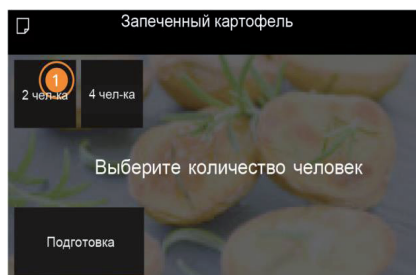 Запеченный картофель
1
2 чел-ка 4 чел-ка
Выберите количество человек
Подготовка